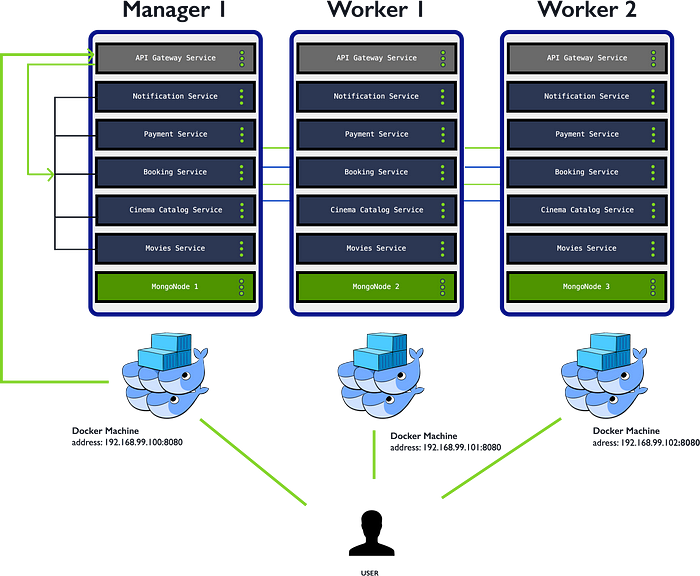 Manager 1
Worker 1
Worker 2
API Gateway Service
API Gateway Service
API Gateway Service
Notification Service
Notification Service
Notification Service
Payment Service
Payment Service
Payment Service
Booking Service
Booking Service
Booking Service
Cinema Catalog Service
Cinema Catalog Service
Cinema Catalog Service
Movies Service
Movies Service
Movies Service
MongoNode 1
MongoNode 2
MongoNode 3
Docker Machine
address: 192.168.99.100:8080
Docker Machine
address: 192.168.99.101:8080
Docker Machine
adress: 192.168.99.102:8080
USER